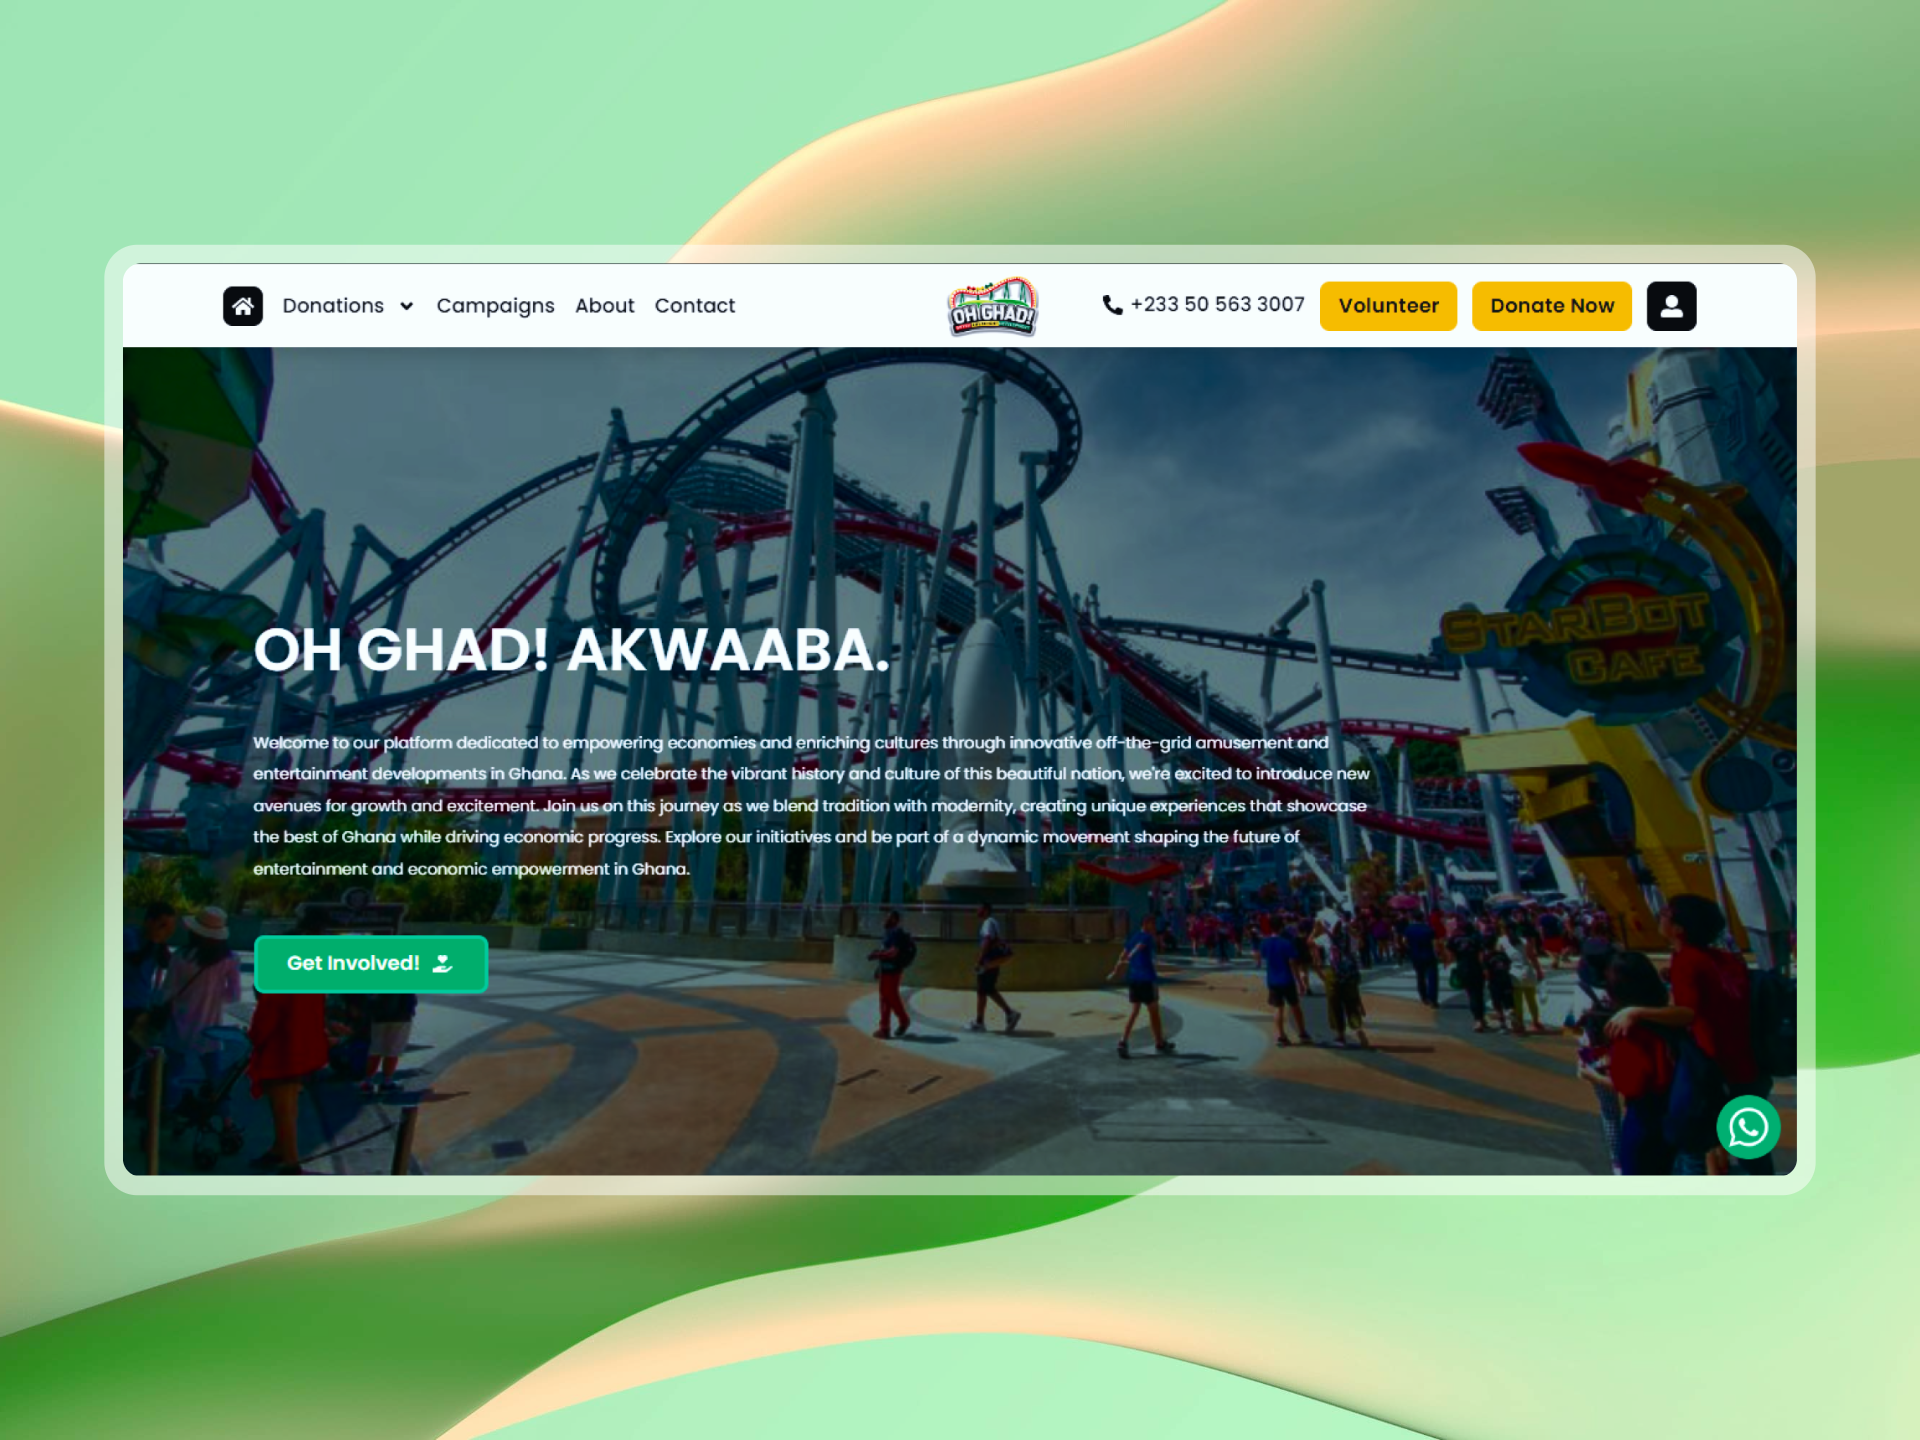 Donations
Campaigns
About
Contact
OH GHAD!
+233 50 563 3007
Volunteer
Donate Now
STARBOT
CAFE
OH GHAD! AKWAABA.
Welcome to our platform dedicated to empowering economies and enriching cultures through innovative off-the-grid amusement and
entertainment developments in Ghana. As we celebrate the vibrant history and culture of this beautiful nation, we're excited to introduce new
avenues for growth and excitement. Join us on this journey as we blend tradition with modernity, creating unique experiences that showcase
the best of Ghana while driving economic progress. Explore our initiatives and be part of a dynamic movement shaping the future of
entertainment and economic empowerment in Ghana.
Get Involved!